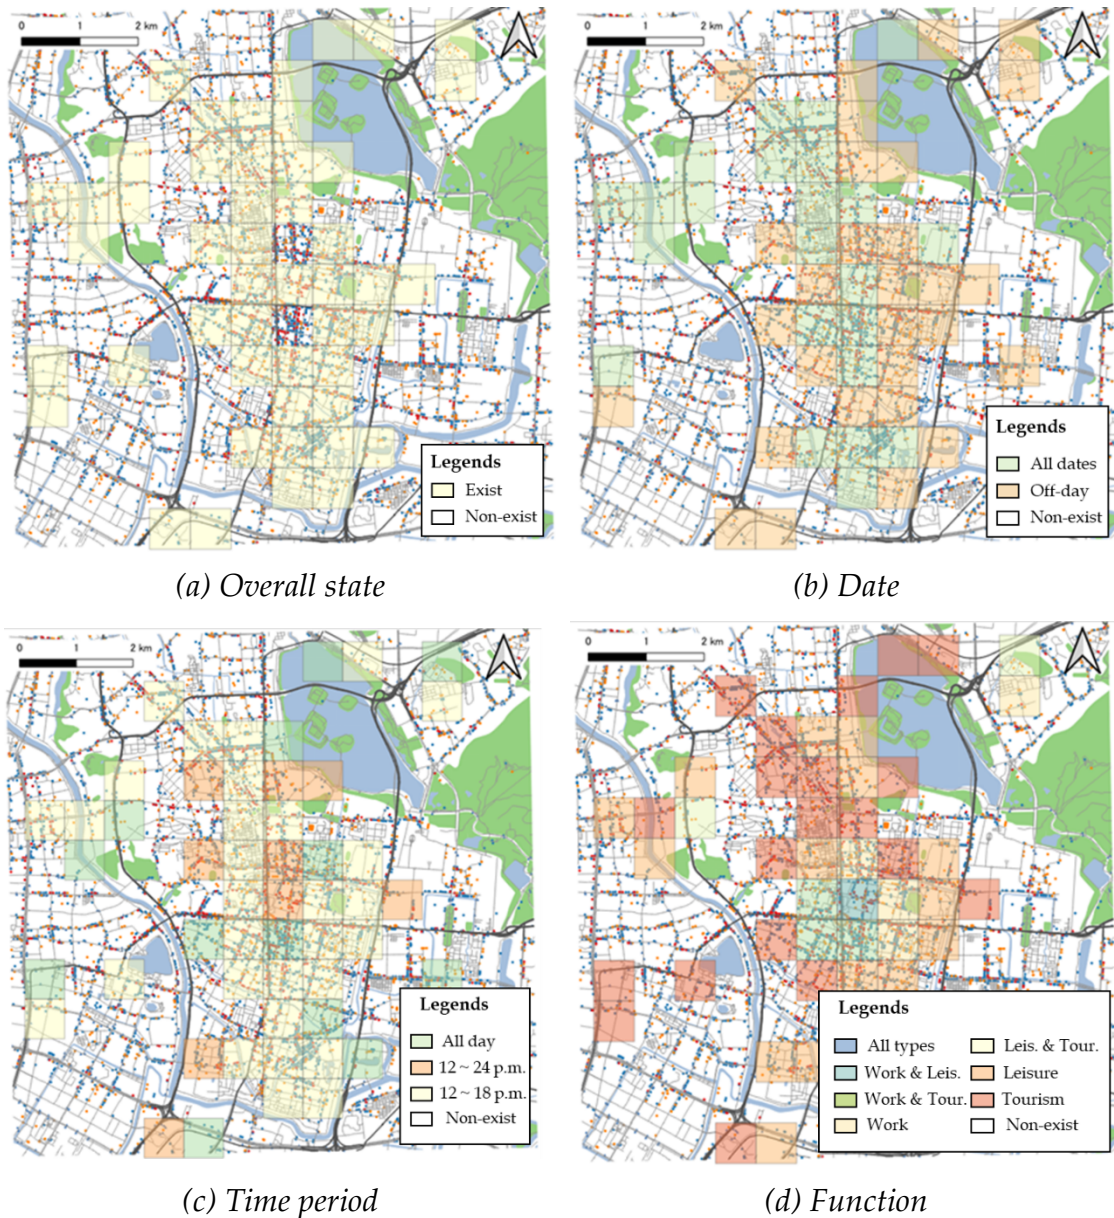 0 1 2 km
Legends
Exist
Non-exist
(a) Overall state
0 1 2 km
Legends
All dates
Off-day
Non-exist
(b) Date
0 1 2 km
Legends
All day
12 ~ 24 p.m.
12 ~ 18 p.m.
Non-exist
(c) Time period
0 1 2 km
Legends
All types
Leis. & Tour.
Work & Leis.
Leisure
Work & Tour.
Tourism
Work
Non-exist
(d) Function